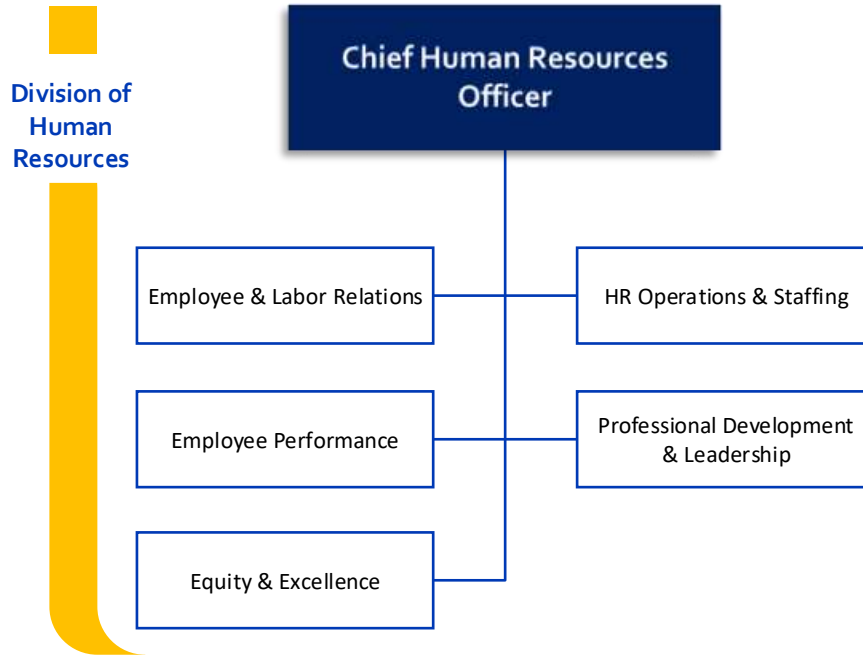 Division of
Human
Resources
Chief Human Resources
Officer
Employee & Labor Relations
HR Operations & Staffing
Employee Performance
Professional Development
& Leadership
Equity & Excellence